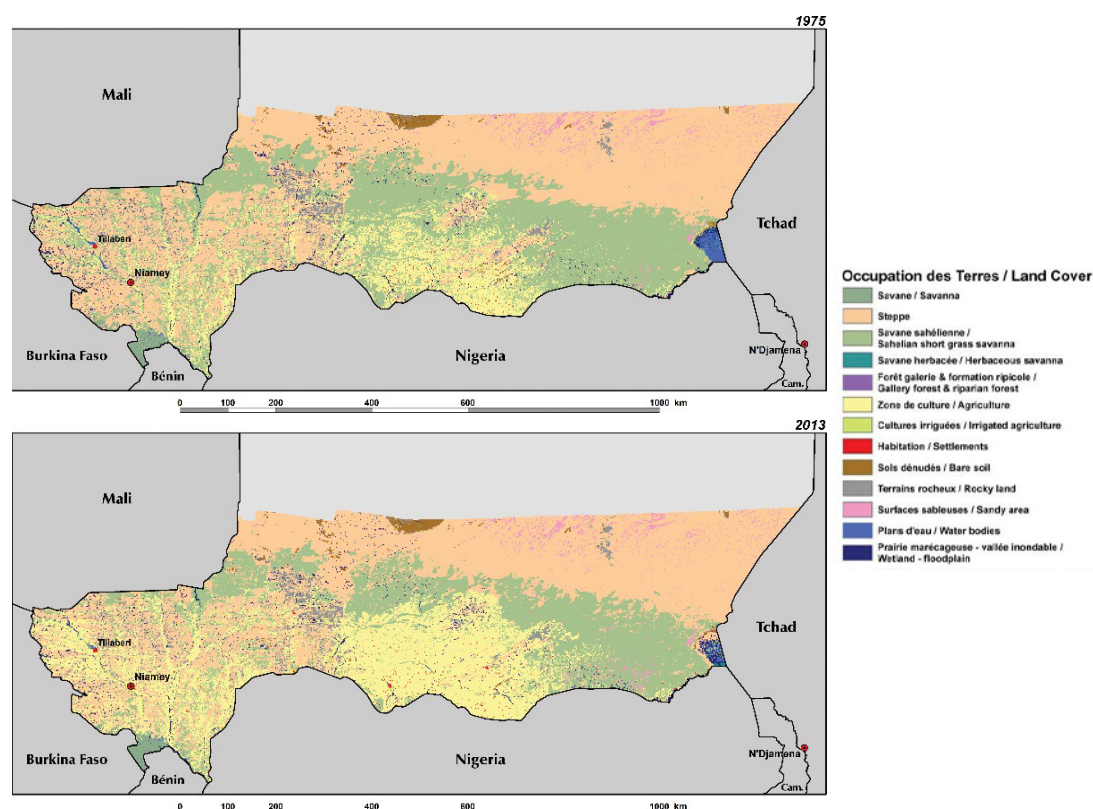 1975
Mali
Tillaberi
Niamey
Tchad
Burkina Faso
Bénin
Nigeria
N'Djamena
Cam.
0 100 200 400 600 1000 km
Occupation des Terres / Land Cover
Savane / Savanna
Steppe
Savane sahélienne /
Sahelian short grass savanna
Savane herbacée / Herbaceous savanna
Forêt galerie & formation ripicole /
Gallery forest & riparian forest
Zone de culture / Agriculture
Cultures irriguées / Irrigated agriculture
Habitation / Settlements
Sols dénudés / Bare soil
Terrains rocheux / Rocky land
Surfaces sableuses / Sandy area
Plans d'eau / Water bodies
Prairie marécageuse - vallée inondable /
Wetland - floodplain
2013
Mali
Tillaberi
Niamey
Tchad
Burkina Faso
Bénin
Nigeria
N'Djamena
Cam.
0 100 200 400 600 1000 km